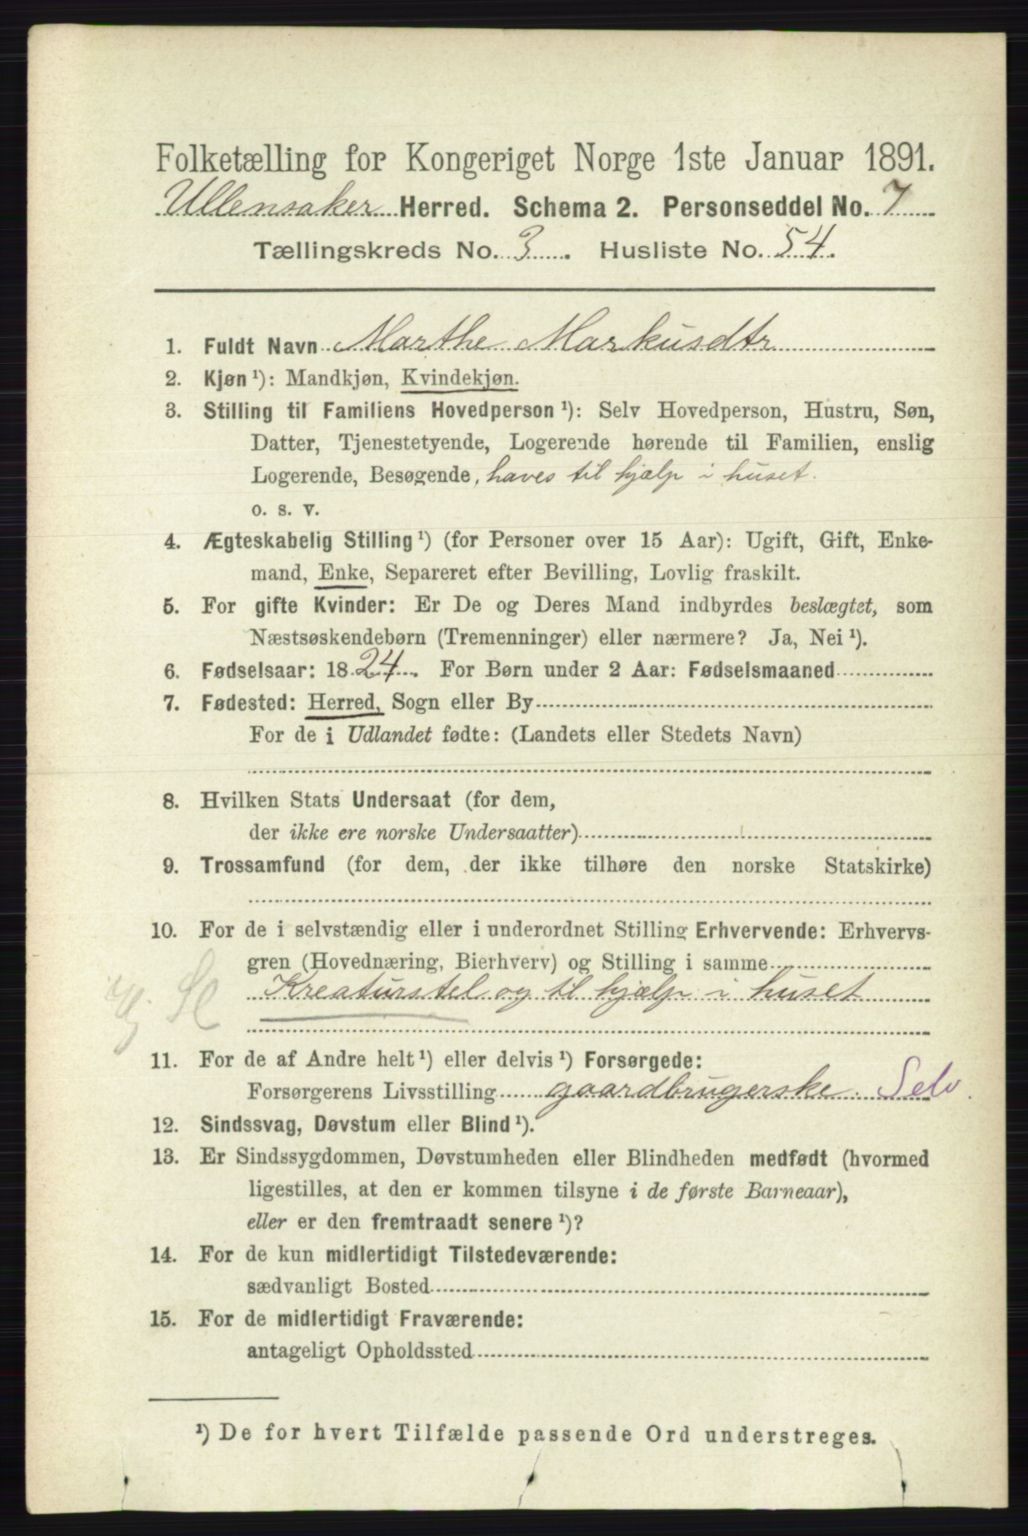 Folketælling for Kongeriget Norge 1ste Januar 1891.
Ullensaker Herred. Schema 2. Personseddel No. 7
Tællingskreds No. 3. Husliste No. 54.
1. Fuldt Navn Marthe Markusdtr
2. Kjøn ¹): Mandkjøn, Kvindekjøn.
3. Stilling til Familiens Hovedperson ¹): Selv Hovedperson, Hustru, Søn,
Datter, Tjenestetyende, Logerende hørende til Familien, enslig
Logerende, Besøgende, haves til hjælp i huset.
o. s. v.
4. Ægteskabelig Stilling ¹) (for Personer over 15 Aar): Ugift, Gift, Enke-
mand, Enke, Separeret efter Bevilling, Lovlig fraskilt.
5. For gifte Kvinder: Er De og Deres Mand indbyrdes beslægtet, som
Næstsøskendebørn (Tremenninger) eller nærmere? Ja, Nei ¹).
6. Fødselsaar: 1824. For Børn under 2 Aar: Fødselsmaaned
7. Fødested: Herred, Sogn eller By
For de i Udlandet fødte: (Landets eller Stedets Navn)
8. Hvilken Stats Undersaat (for dem,
der ikke ere norske Undersaatter)
9. Trossamfund (for dem, der ikke tilhøre den norske Statskirke)
10. For de i selvstændig eller i underordnet Stilling Erhvervende: Erhvervs-
gren (Hovednæring, Bierhverv) og Stilling i samme
Kreaturstel og til hjælp i huset
11. For de af Andre helt ¹) eller delvis ¹) Forsørgede:
Forsørgerens Livsstilling gaardbrugerske. Selv.
12. Sindssvag, Døvstum eller Blind ¹).
13. Er Sindssygdommen, Døvstumheden eller Blindheden medfødt (hvormed
ligestilles, at den er kommen tilsyne i de første Barneaar),
eller er den fremtraadt senere ¹)?
14. For de kun midlertidigt Tilstedeværende:
sædvanligt Bosted
15. For de midlertidigt Fraværende:
antageligt Opholdssted
¹) De for hvert Tilfælde passende Ord understreges.